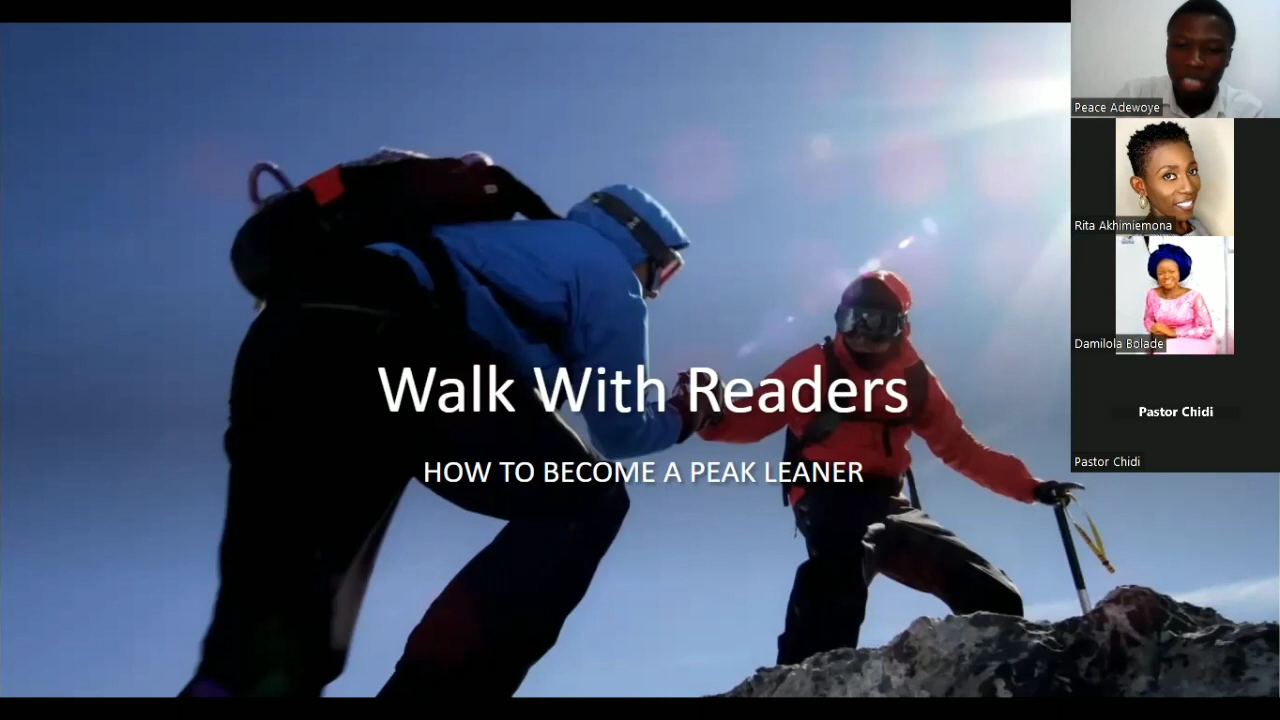 Peace Adewoye
Rita Akhimiemona
Damilola Bolade
Pastor Chidi
Pastor Chidi
Walk With Readers
HOW TO BECOME A PEAK LEANER